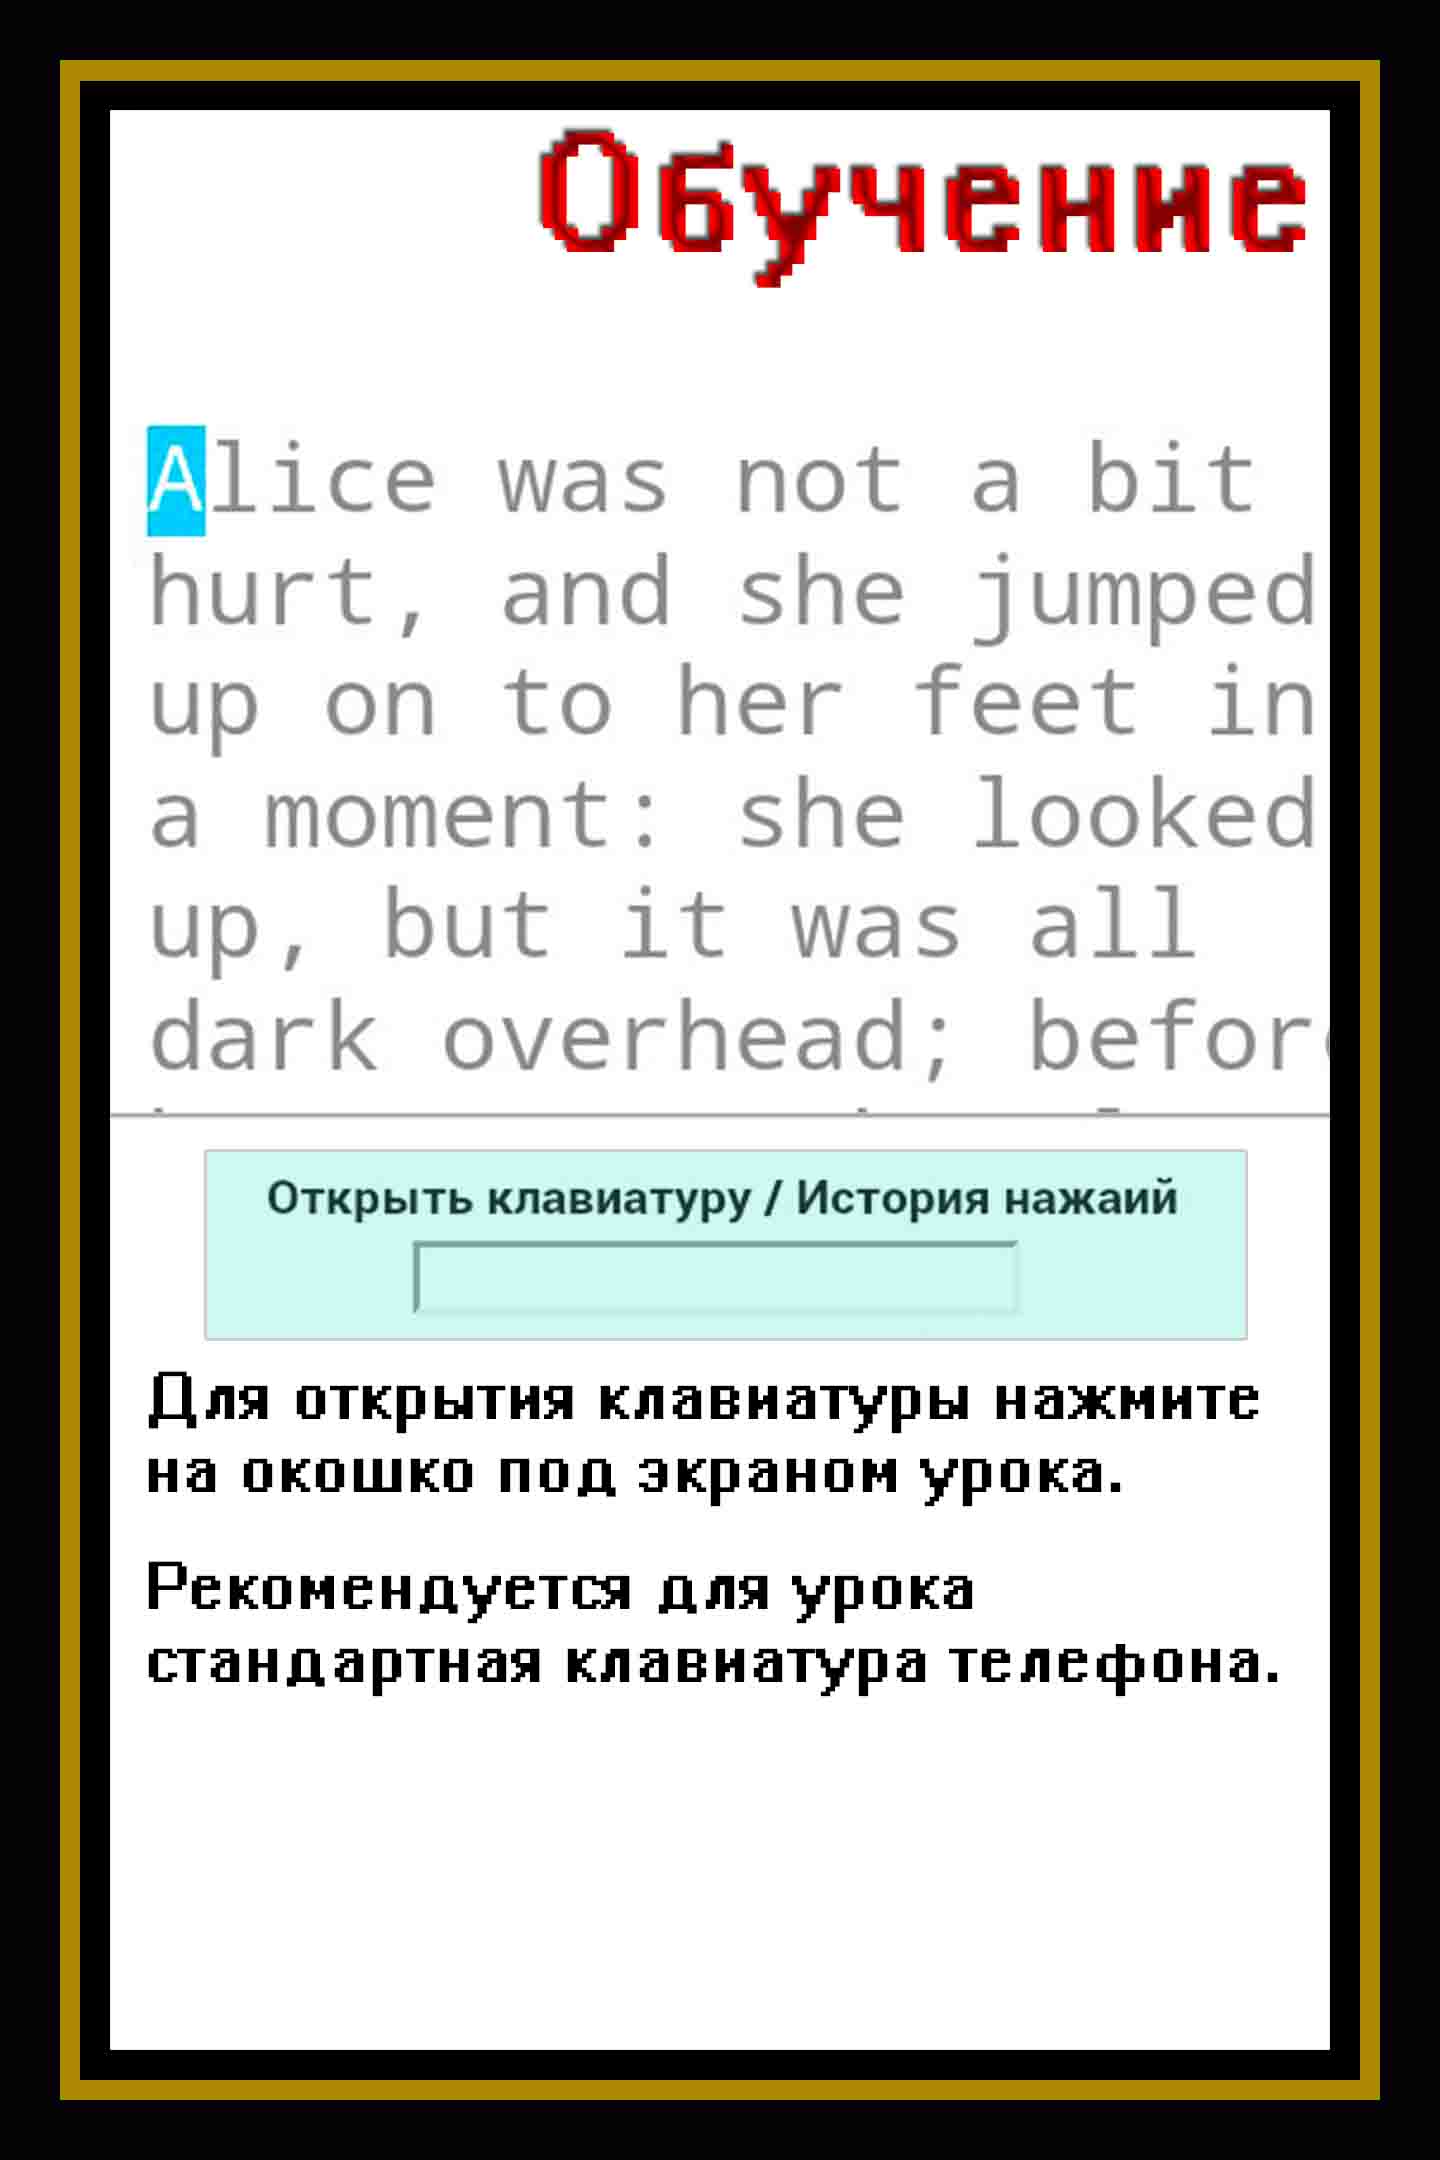 Обучение
Alice was not a bit
hurt, and she jumped
up on to her feet in
a moment: she looked
up, but it was all
dark overhead; before
Открыть клавиатуру / История нажаий
Для открытия клавиатуры нажмите
на окошко под экраном урока.
Рекомендуется для урока
стандартная клавиатура телефона.